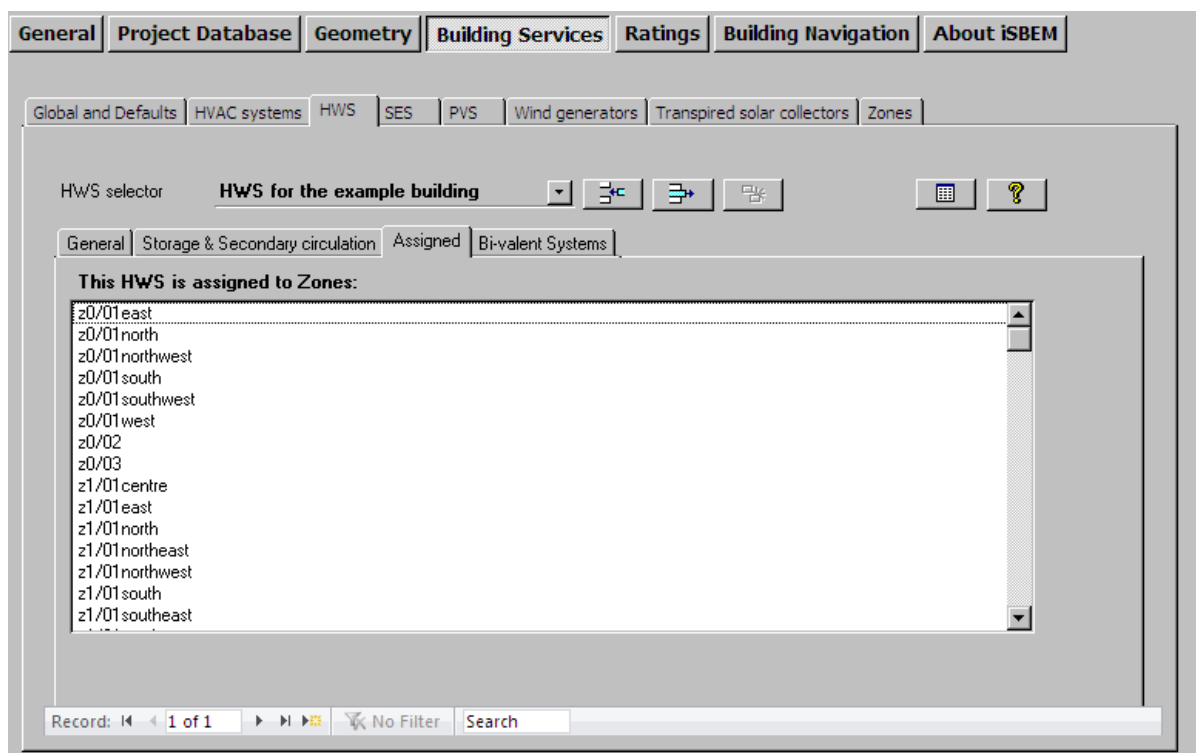 General Project Database Geometry Building Services Ratings Building Navigation About iSBEM
Global and Defaults HVAC systems HWS SES PVS Wind generators Transpired solar collectors Zones
HWS selector HWS for the example building
General Storage & Secondary circulation Assigned Bi-valent Systems
This HWS is assigned to Zones:
z0/01east
z0/01north
z0/01northwest
z0/01south
z0/01southwest
z0/01west
z0/02
z0/03
z1/01centre
z1/01east
z1/01north
z1/01northeast
z1/01northwest
z1/01south
z1/01southeast
Record: 1 of 1 No Filter Search